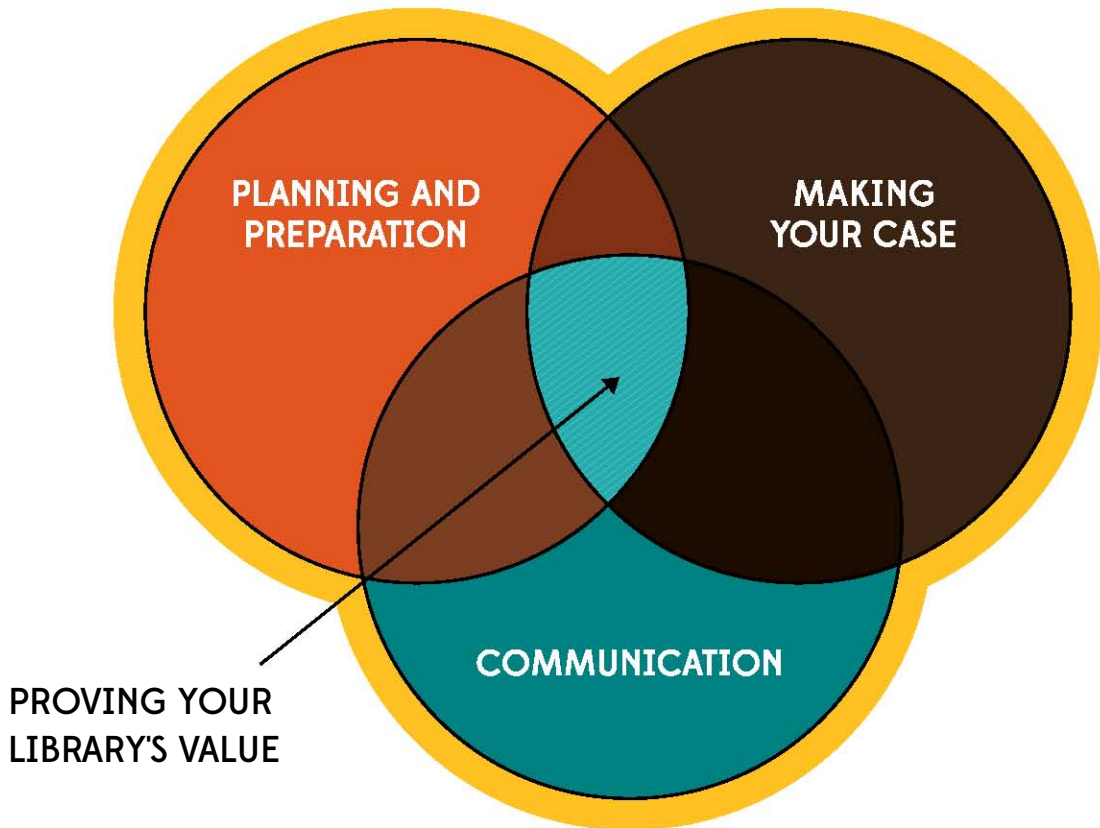 PLANNING AND
PREPARATION
MAKING
YOUR CASE
COMMUNICATION
PROVING YOUR
LIBRARY'S VALUE